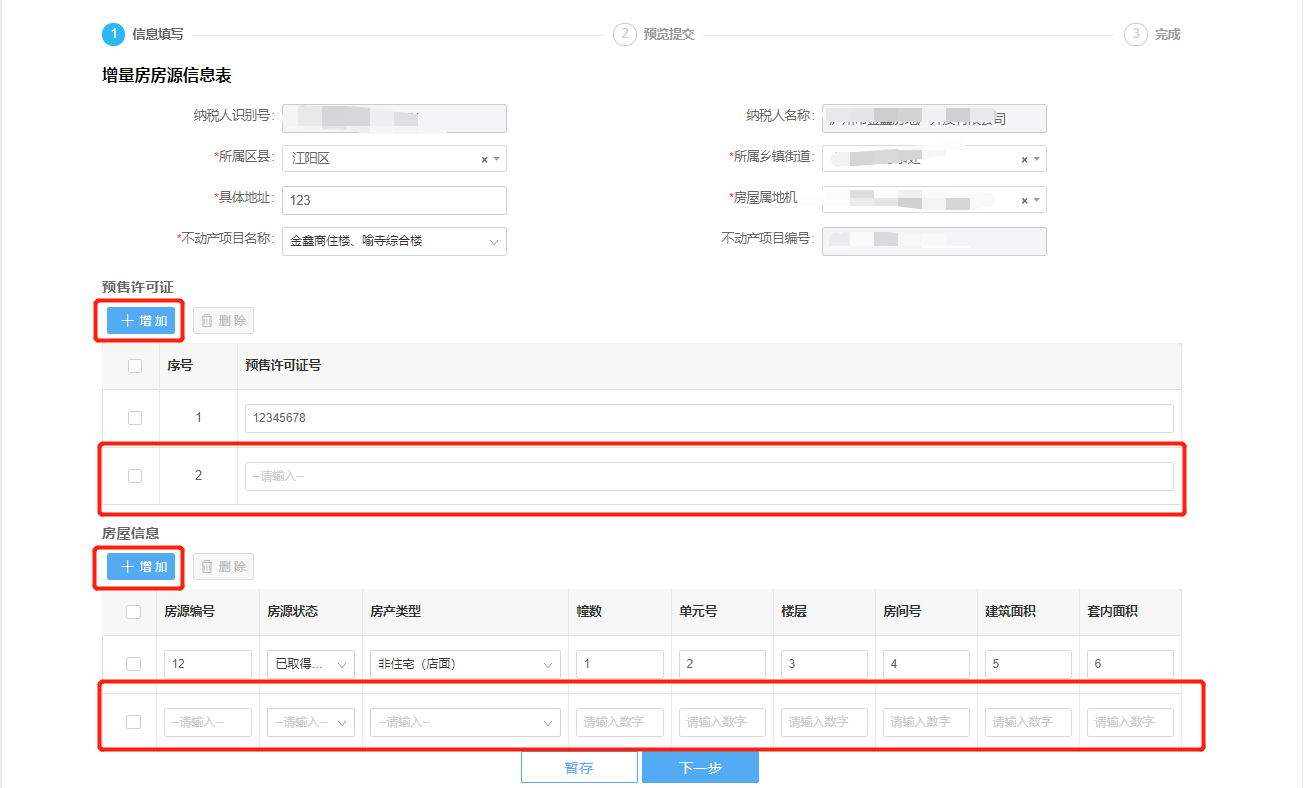 1 信息填写 2 预览提交 3 完成
增量房房源信息表
纳税人识别号: 纳税人名称:
*所属区县: 江阳区 × *所属乡镇街道: ×
*具体地址: 123 *房屋属地机 ×
*不动产项目名称: 金鑫商住楼、喻寺综合楼 不动产项目编号:
预售许可证
增加 删除
序号 预售许可证号
1 12345678
2 --请输入--
房屋信息
增加 删除
房源编号 房源状态 房产类型 幢数 单元号 楼层 房间号 建筑面积 套内面积
12 已取得... 非住宅（店面） 1 2 3 4 5 6
--请输入-- --请输入-- --请输入-- 请输入数字 请输入数字 请输入数字 请输入数字 请输入数字 请输入数字
暂存 下一步